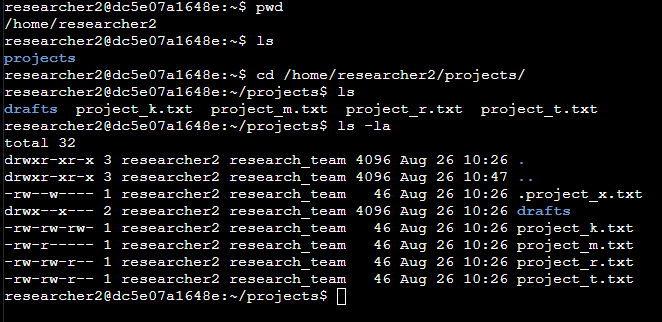 researcher2@dc5e07a1648e:~$ pwd
/home/researcher2
researcher2@dc5e07a1648e:~$ ls
projects
researcher2@dc5e07a1648e:~$ cd /home/researcher2/projects/
researcher2@dc5e07a1648e:~/projects$ ls
drafts  project_k.txt  project_m.txt  project_r.txt  project_t.txt
researcher2@dc5e07a1648e:~/projects$ ls -la
total 32
drwxr-xr-x 3 researcher2 research_team 4096 Aug 26 10:26 .
drwxr-xr-x 3 researcher2 research_team 4096 Aug 26 10:47 ..
-rw--w---- 1 researcher2 research_team   46 Aug 26 10:26 .project_x.txt
drwx--x--- 2 researcher2 research_team 4096 Aug 26 10:26 drafts
-rw-rw-rw- 1 researcher2 research_team   46 Aug 26 10:26 project_k.txt
-rw-r----- 1 researcher2 research_team   46 Aug 26 10:26 project_m.txt
-rw-rw-r-- 1 researcher2 research_team   46 Aug 26 10:26 project_r.txt
-rw-rw-r-- 1 researcher2 research_team   46 Aug 26 10:26 project_t.txt
researcher2@dc5e07a1648e:~/projects$